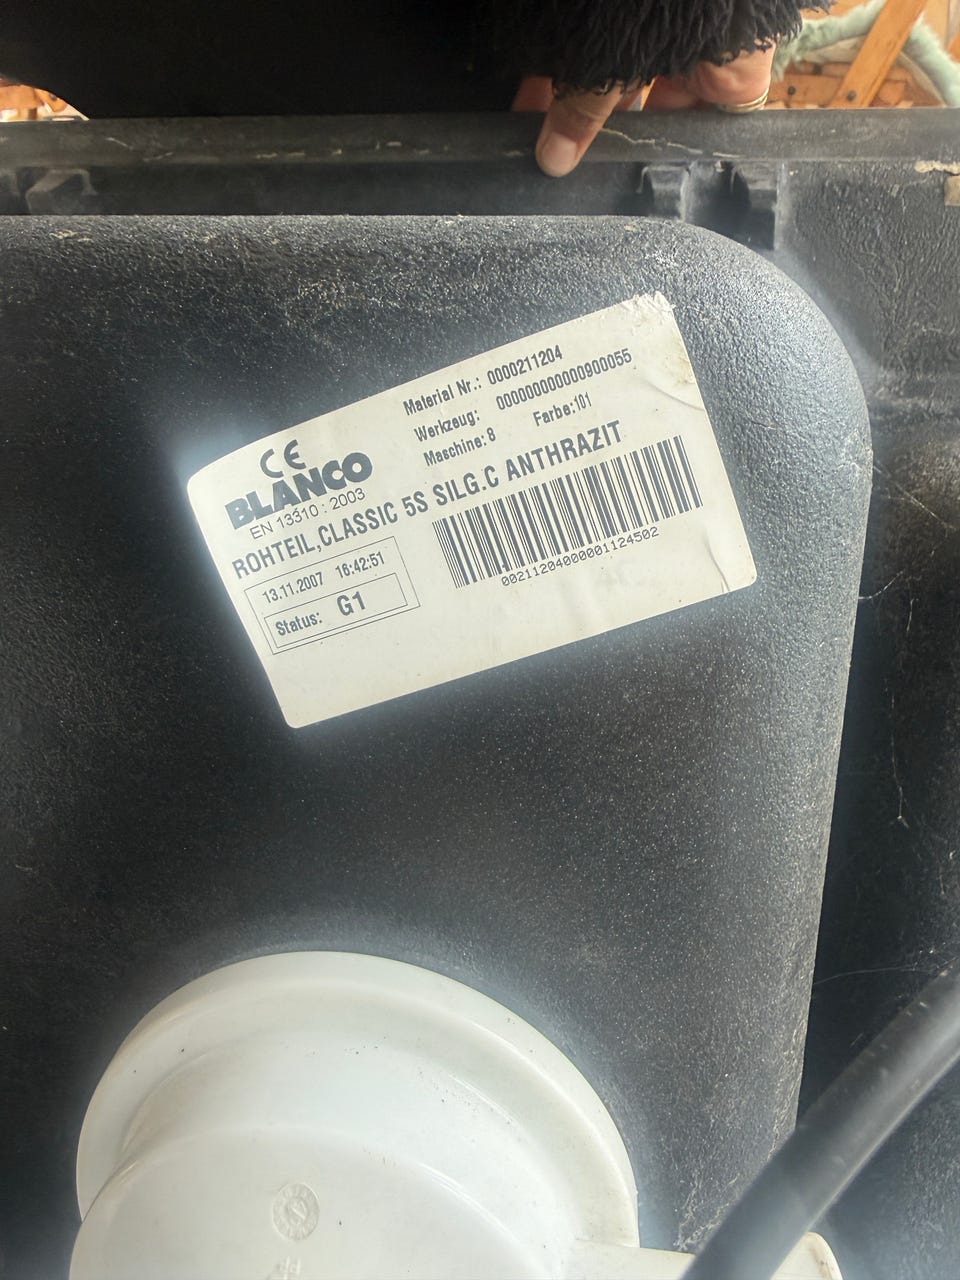 CE
BLANCO
EN 13310 : 2003
Material Nr.: 0000211204
Werkzeug: 000000000000900055
Maschine: 8 Farbe: 101
ROHTEIL,CLASSIC 5S SILG.C ANTHRAZIT
13.11.2007 16:42:51
Status: G1
00211204000001124502